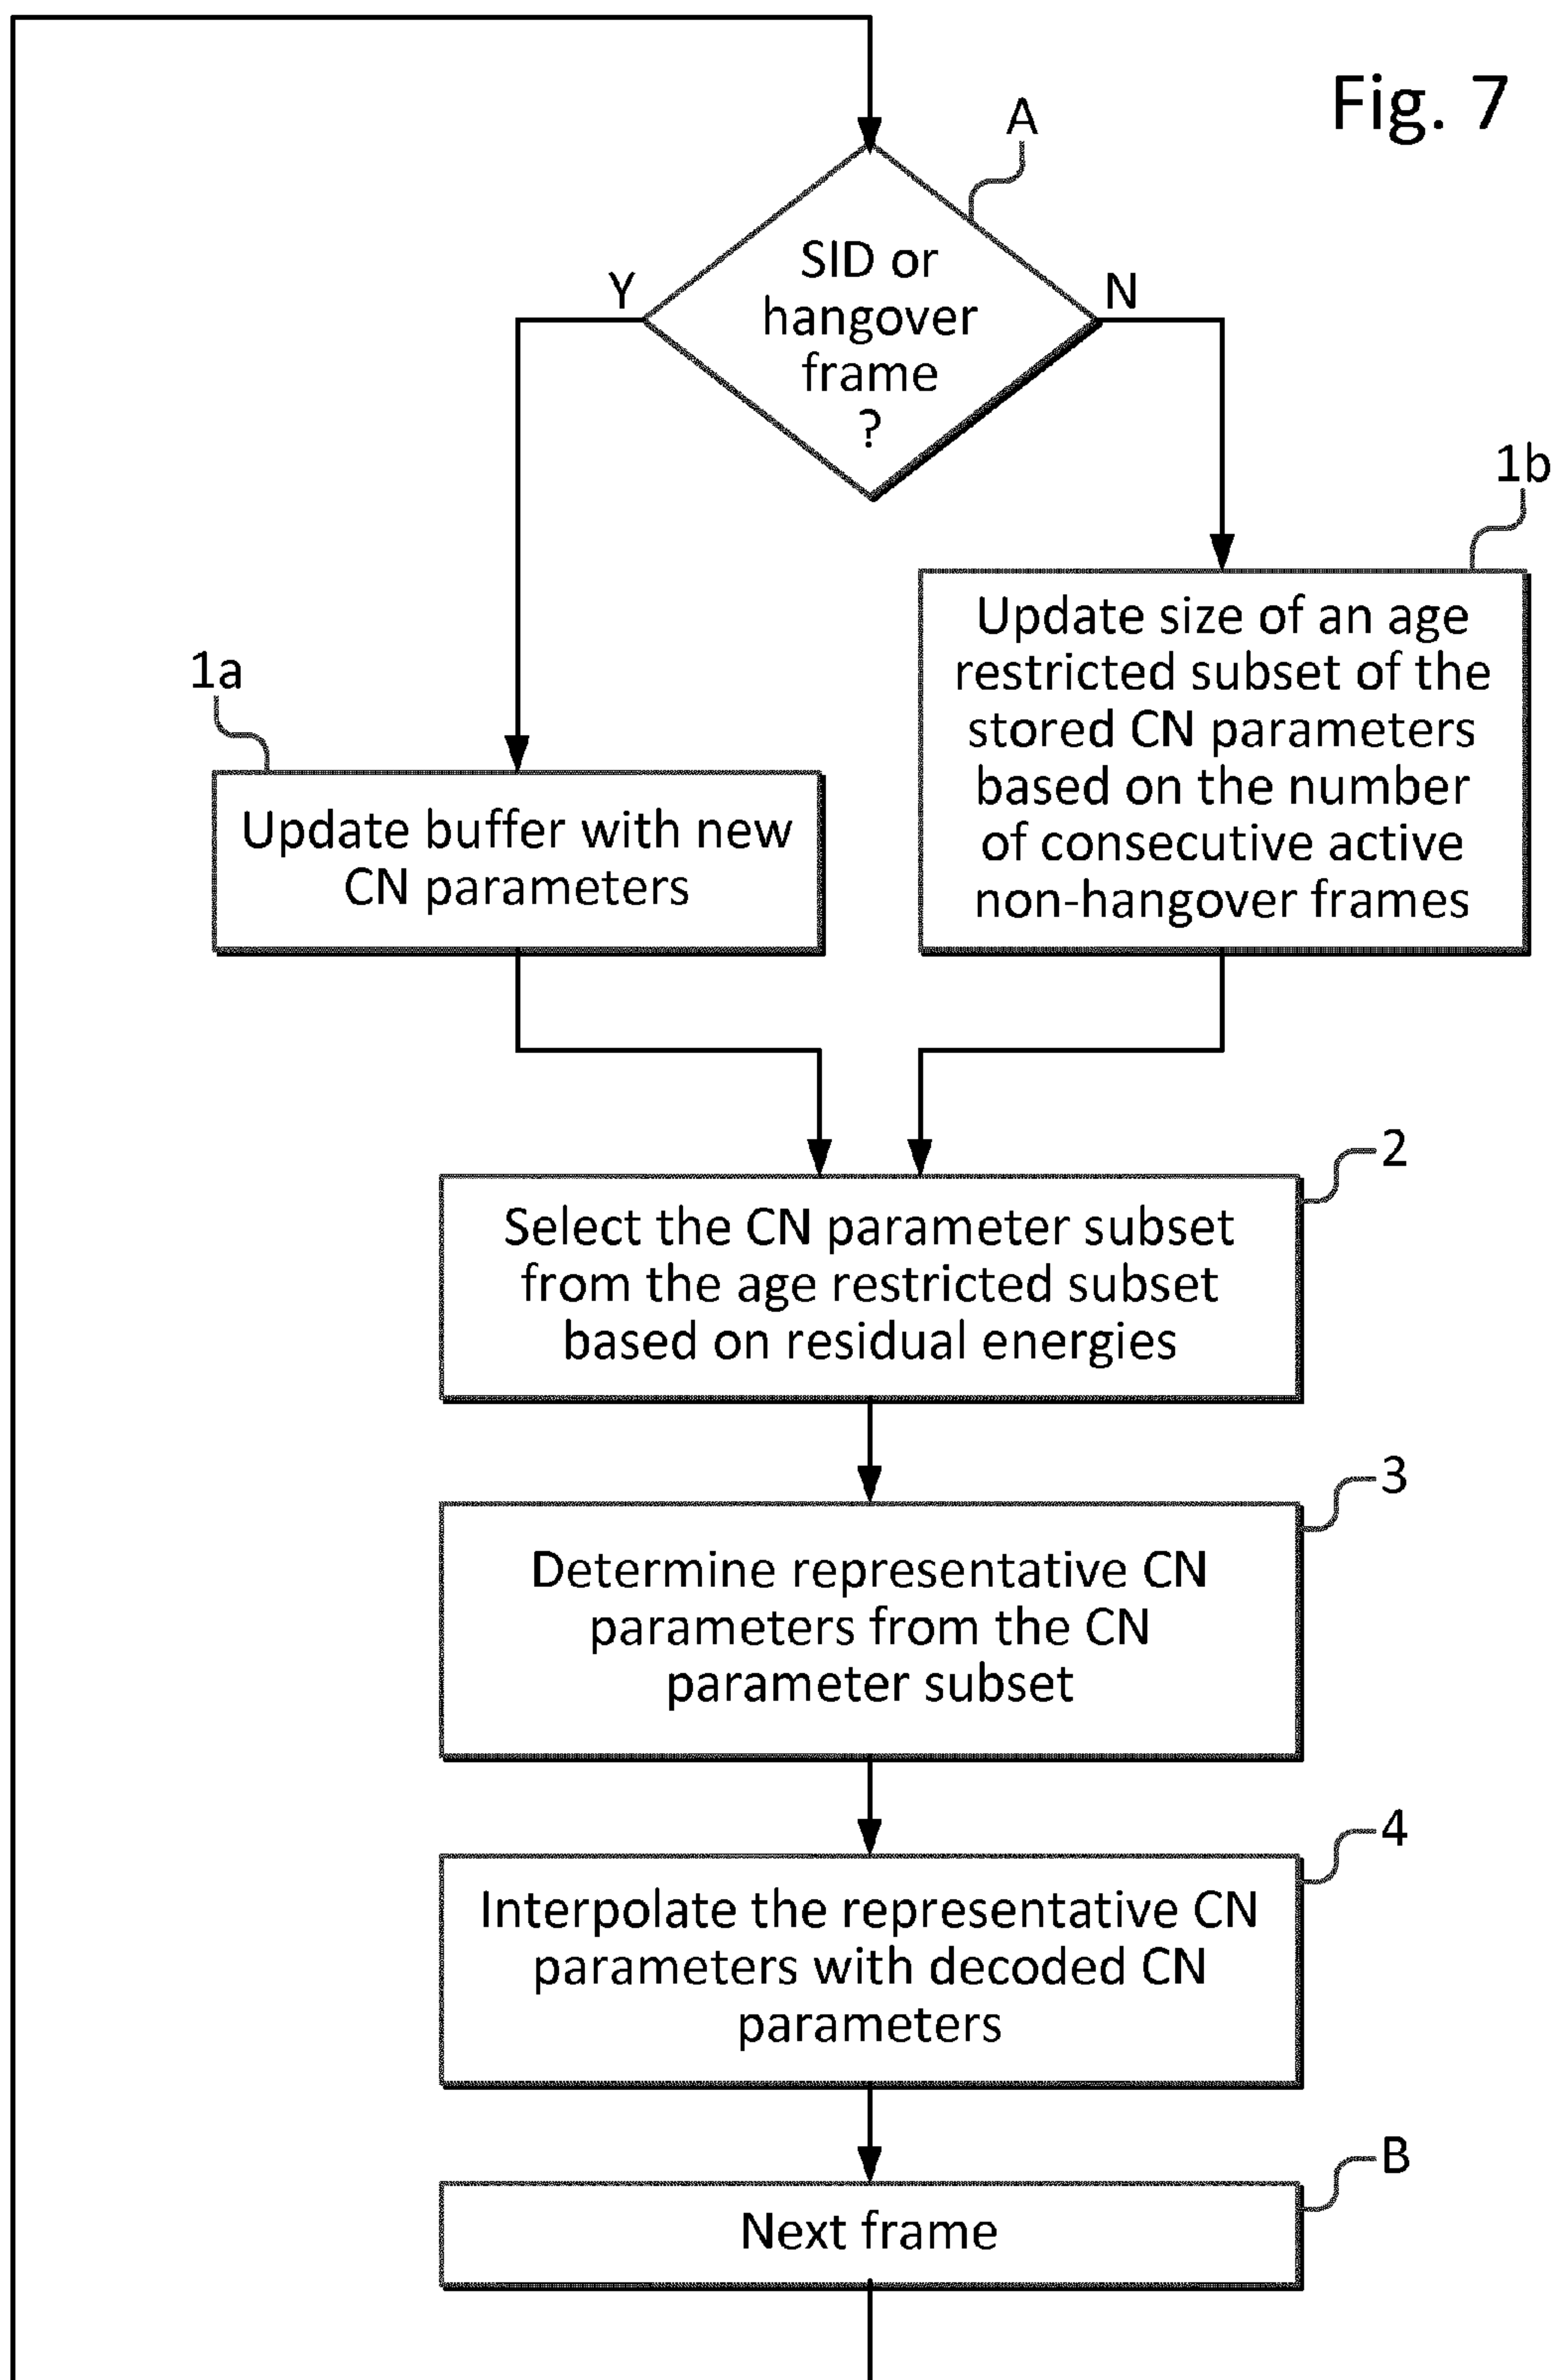 Fig. 7
A
SID or
hangover
frame
?
Y
N
1b
Update size of an age
restricted subset of the
stored CN parameters
based on the number
of consecutive active
non-hangover frames
1a
Update buffer with new
CN parameters
2
Select the CN parameter subset
from the age restricted subset
based on residual energies
3
Determine representative CN
parameters from the CN
parameter subset
4
Interpolate the representative CN
parameters with decoded CN
parameters
B
Next frame